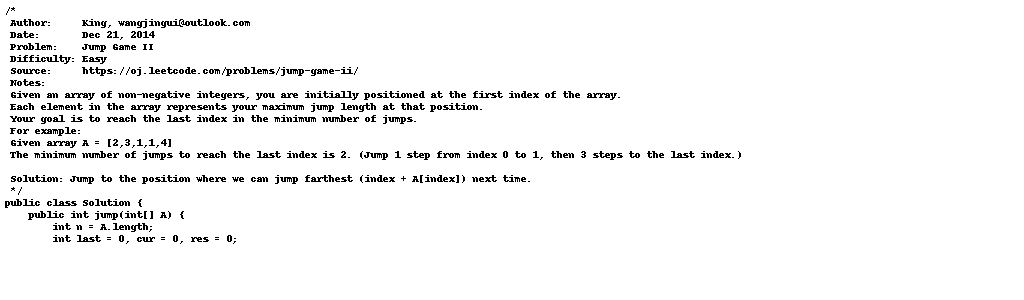 /*
 Author:     King, wangjingui@outlook.com
 Date:       Dec 21, 2014
 Problem:    Jump Game II
 Difficulty: Easy
 Source:     https://oj.leetcode.com/problems/jump-game-ii/
 Notes:
 Given an array of non-negative integers, you are initially positioned at the first index of the array.
 Each element in the array represents your maximum jump length at that position.
 Your goal is to reach the last index in the minimum number of jumps.
 For example:
 Given array A = [2,3,1,1,4]
 The minimum number of jumps to reach the last index is 2. (Jump 1 step from index 0 to 1, then 3 steps to the last index.)

 Solution: Jump to the position where we can jump farthest (index + A[index]) next time.
 */
public class Solution {
    public int jump(int[] A) {
        int n = A.length;
        int last = 0, cur = 0, res = 0;